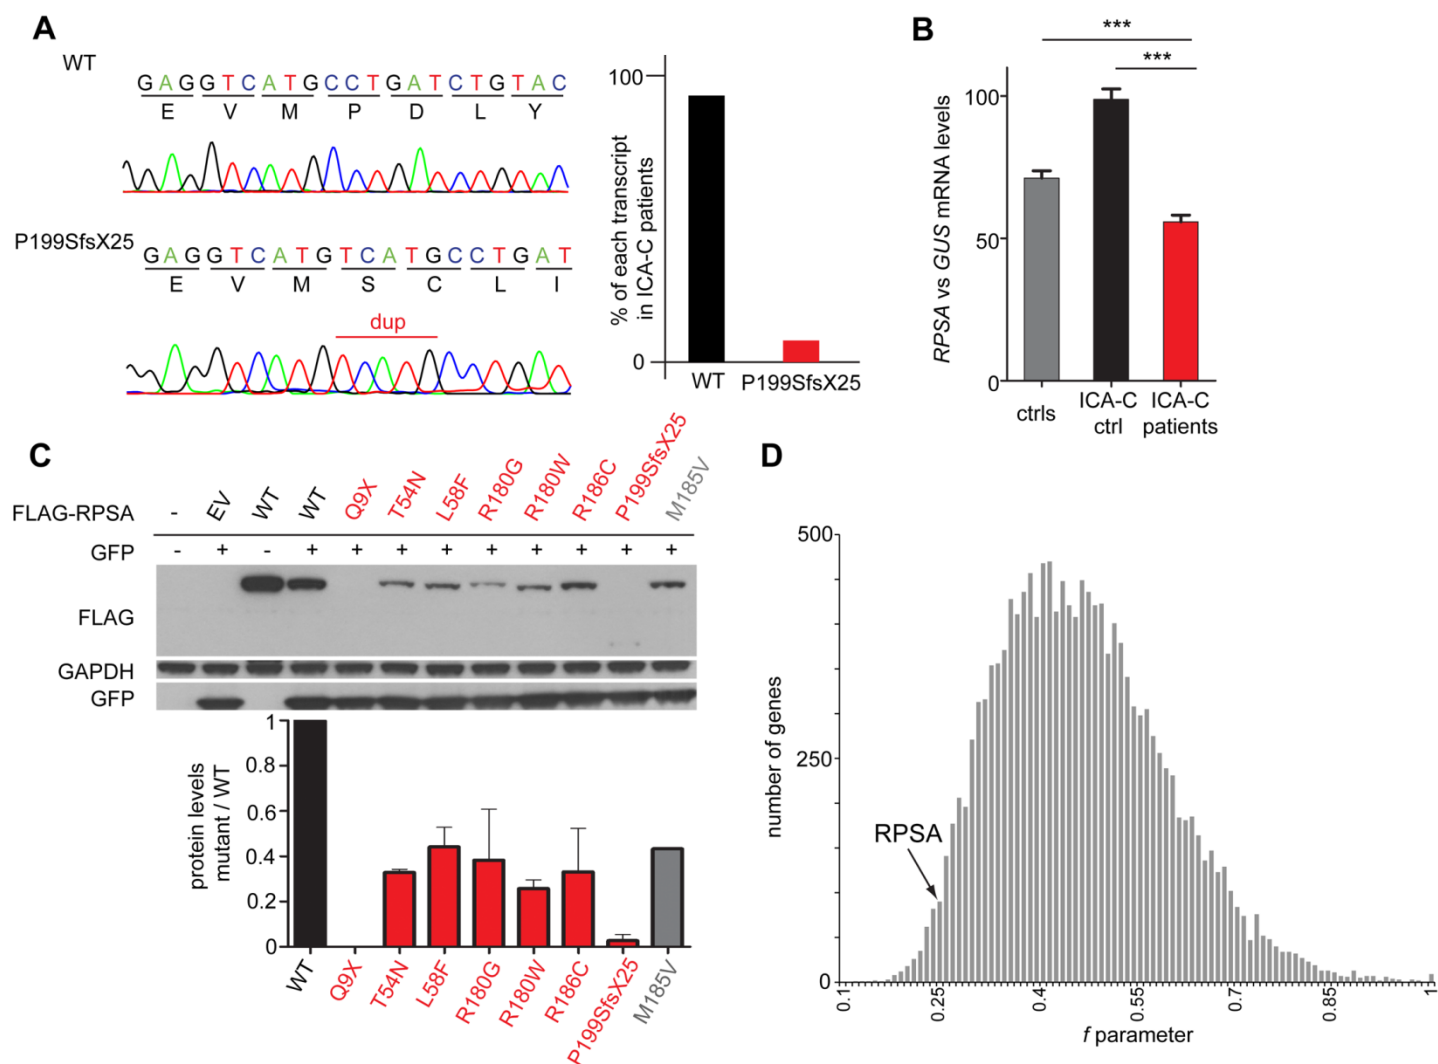 A
WT
GAGGTCATGCCTGATCTGTAC
E V M P D L Y
P199SfsX25
GAGGTCATGTCATGCCTGAT
E V M S C L I
dup
% of each transcript
in ICA-C patients
100
0
WT P199SfsX25
B
***
***
RPSA vs GUS mRNA levels
100
50
0
ctrls
ICA-C
ctrl
ICA-C
patients
C
FLAG-RPSA - EV WT WT Q9X T54N L58F R180G R180W R186C P199SfsX25 M185V
GFP - + - + + + + + + + + +
FLAG
GAPDH
GFP
protein levels
mutant / WT
1
0.8
0.6
0.4
0.2
0
WT Q9X T54N L58F R180G R180W R186C P199SfsX25 M185V
D
number of genes
500
250
0
RPSA
0.1 0.25 0.4 0.55 0.7 0.85 1
f parameter